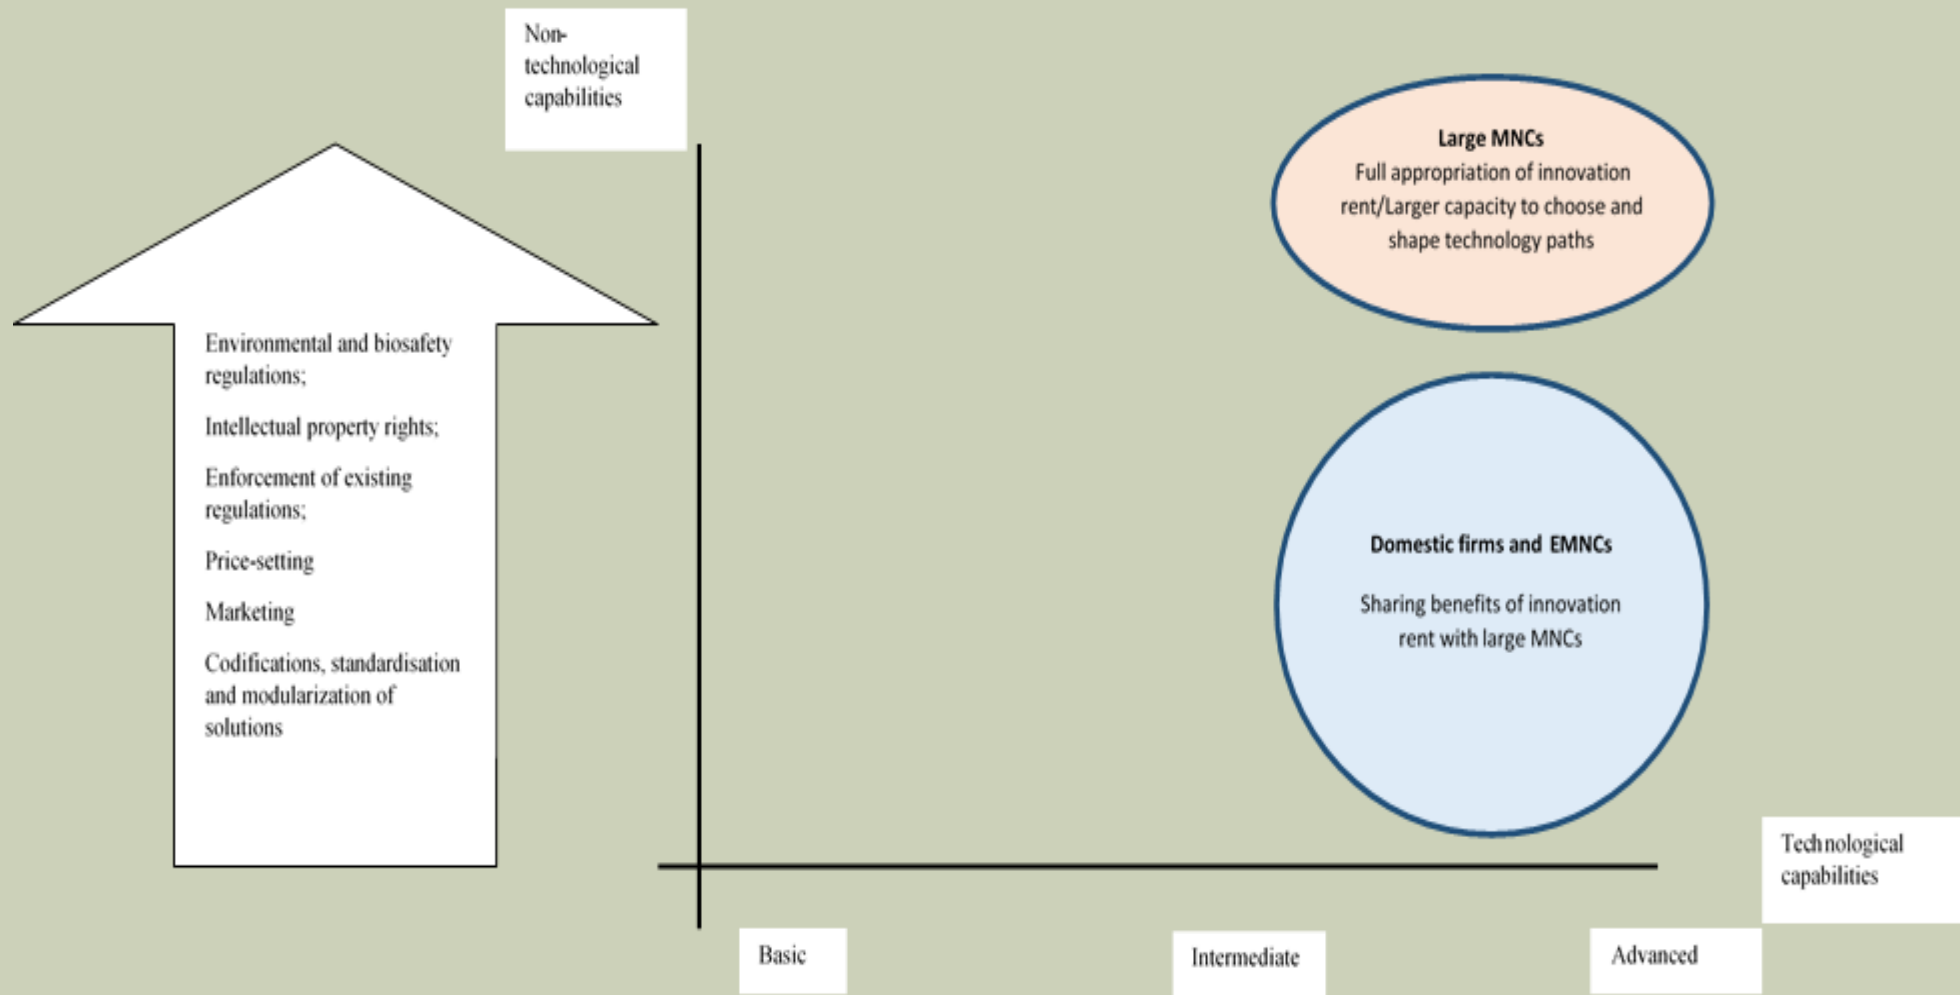 Non-
technological
capabilities
Large MNCs
Full appropriation of innovation
rent/Larger capacity to choose and
shape technology paths
Environmental and biosafety
regulations;
Intellectual property rights;
Enforcement of existing
regulations;
Price-setting
Marketing
Codifications, standardisation
and modularization of
solutions
Domestic firms and EMNCs
Sharing benefits of innovation
rent with large MNCs
Technological
capabilities
Basic
Intermediate
Advanced